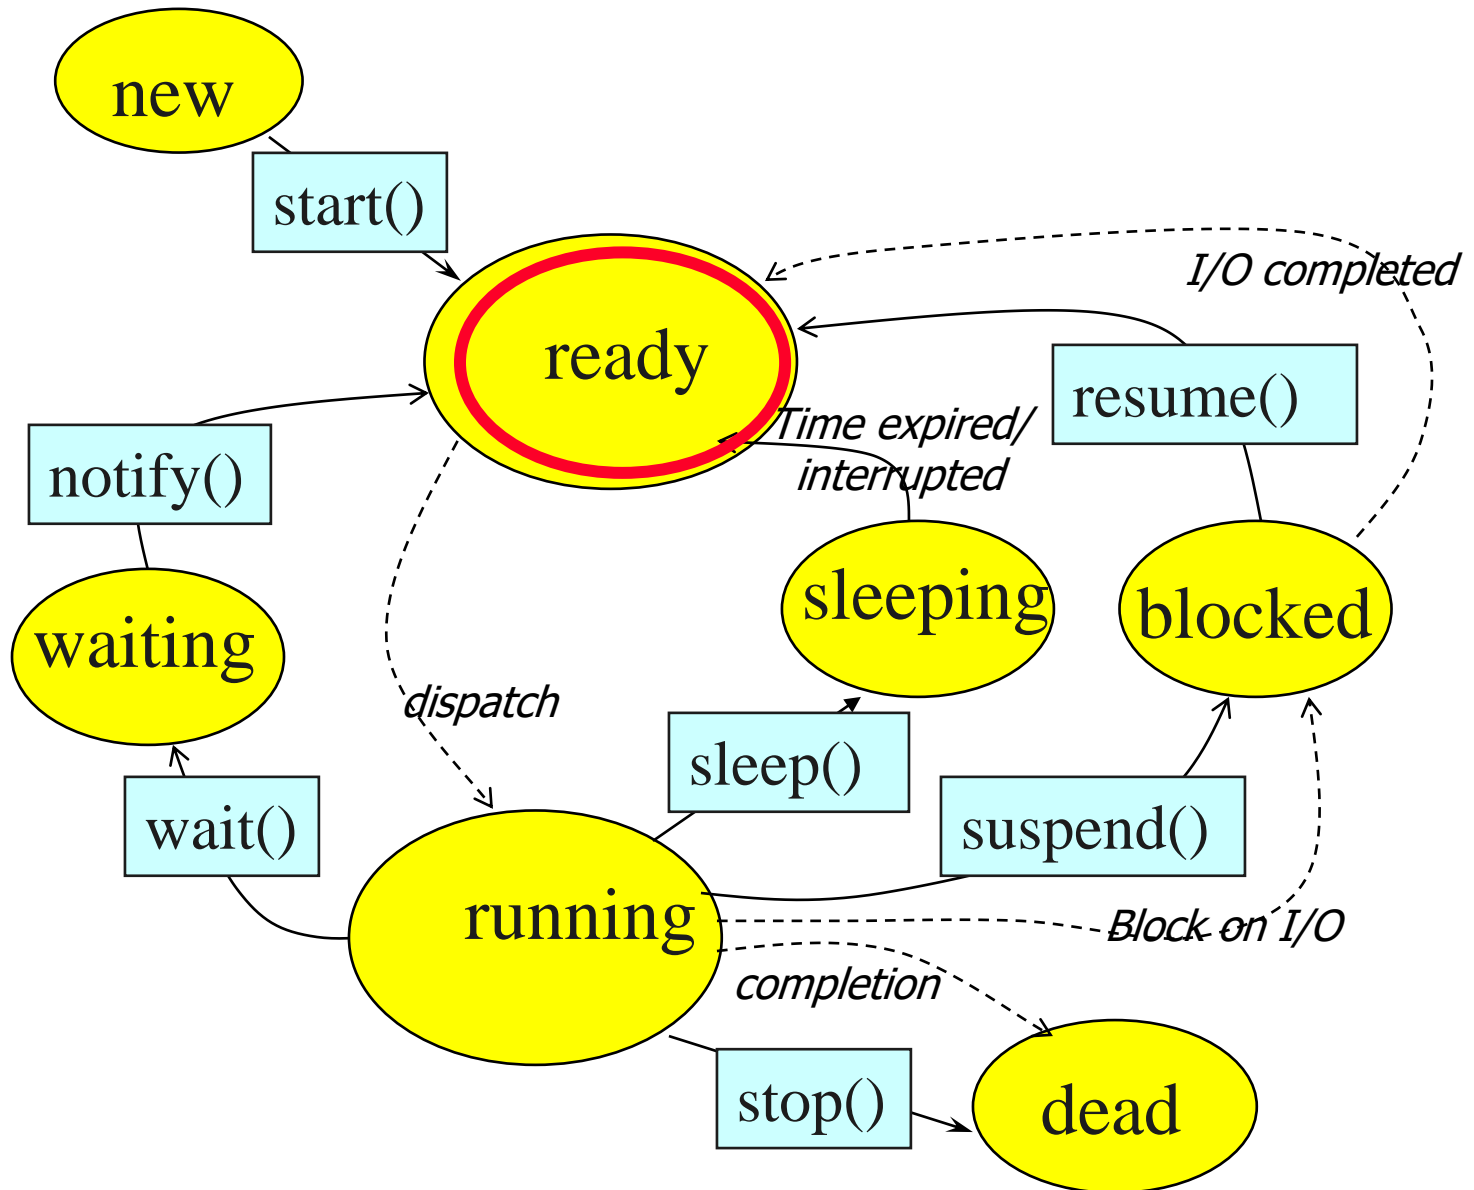 new
start()
I/O completed
ready
resume()
Time expired/
interrupted
notify()
sleeping
blocked
waiting
dispatch
sleep()
wait()
suspend()
running
Block on I/O
completion
stop()
dead